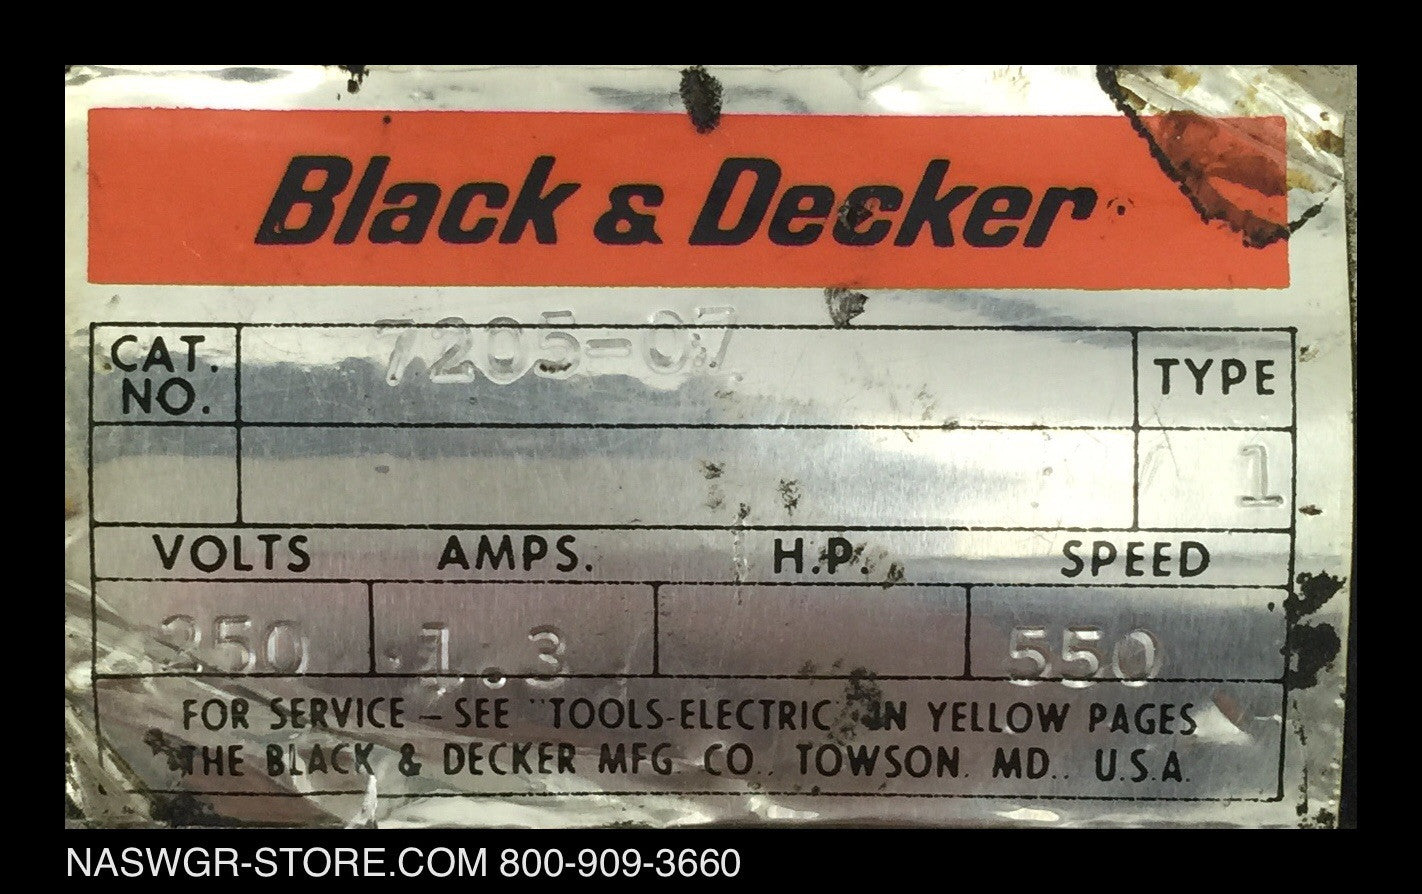 Black & Decker
7205-07
CAT. NO.
TYPE
1
VOLTS AMPS. H.P. SPEED
250 1.3 550
FOR SERVICE – SEE "TOOLS-ELECTRIC" IN YELLOW PAGES
THE BLACK & DECKER MFG. CO., TOWSON, MD., U.S.A.
NASWGR-STORE.COM 800-909-3660